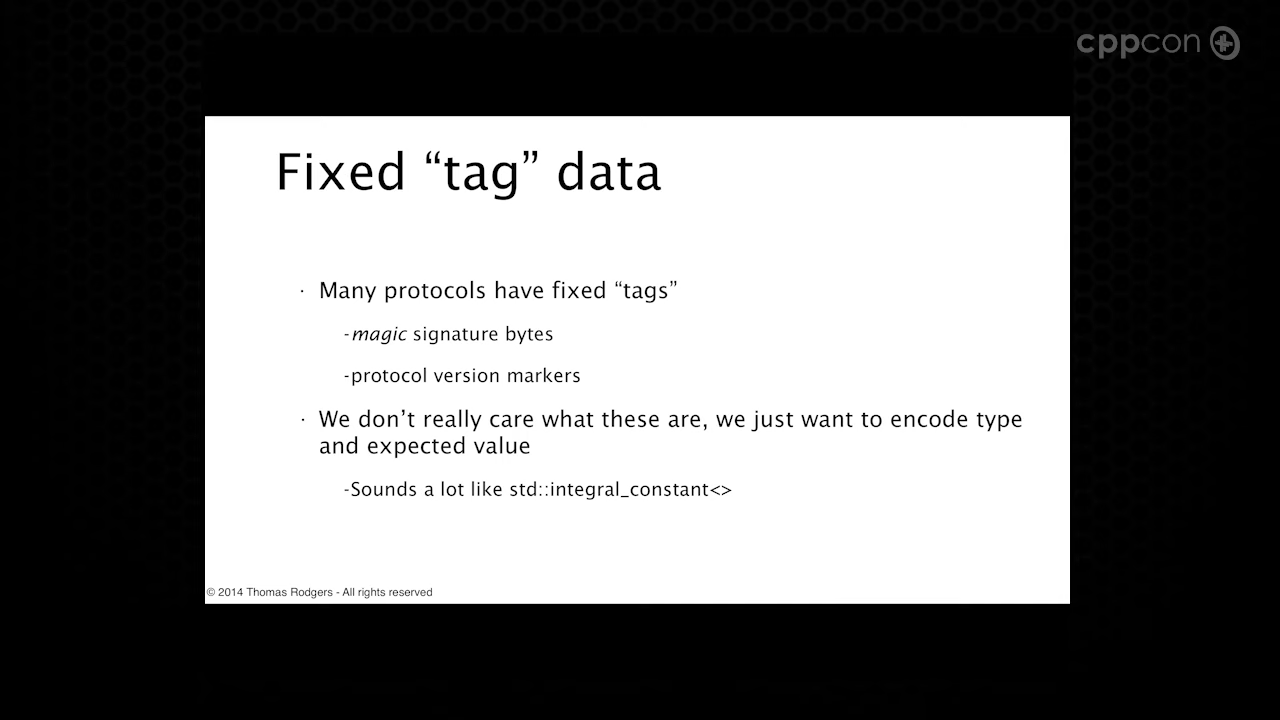 cppcon
Fixed “tag” data
· Many protocols have fixed “tags”
-magic signature bytes
-protocol version markers
· We don’t really care what these are, we just want to encode type
and expected value
-Sounds a lot like std::integral_constant<>
© 2014 Thomas Rodgers - All rights reserved